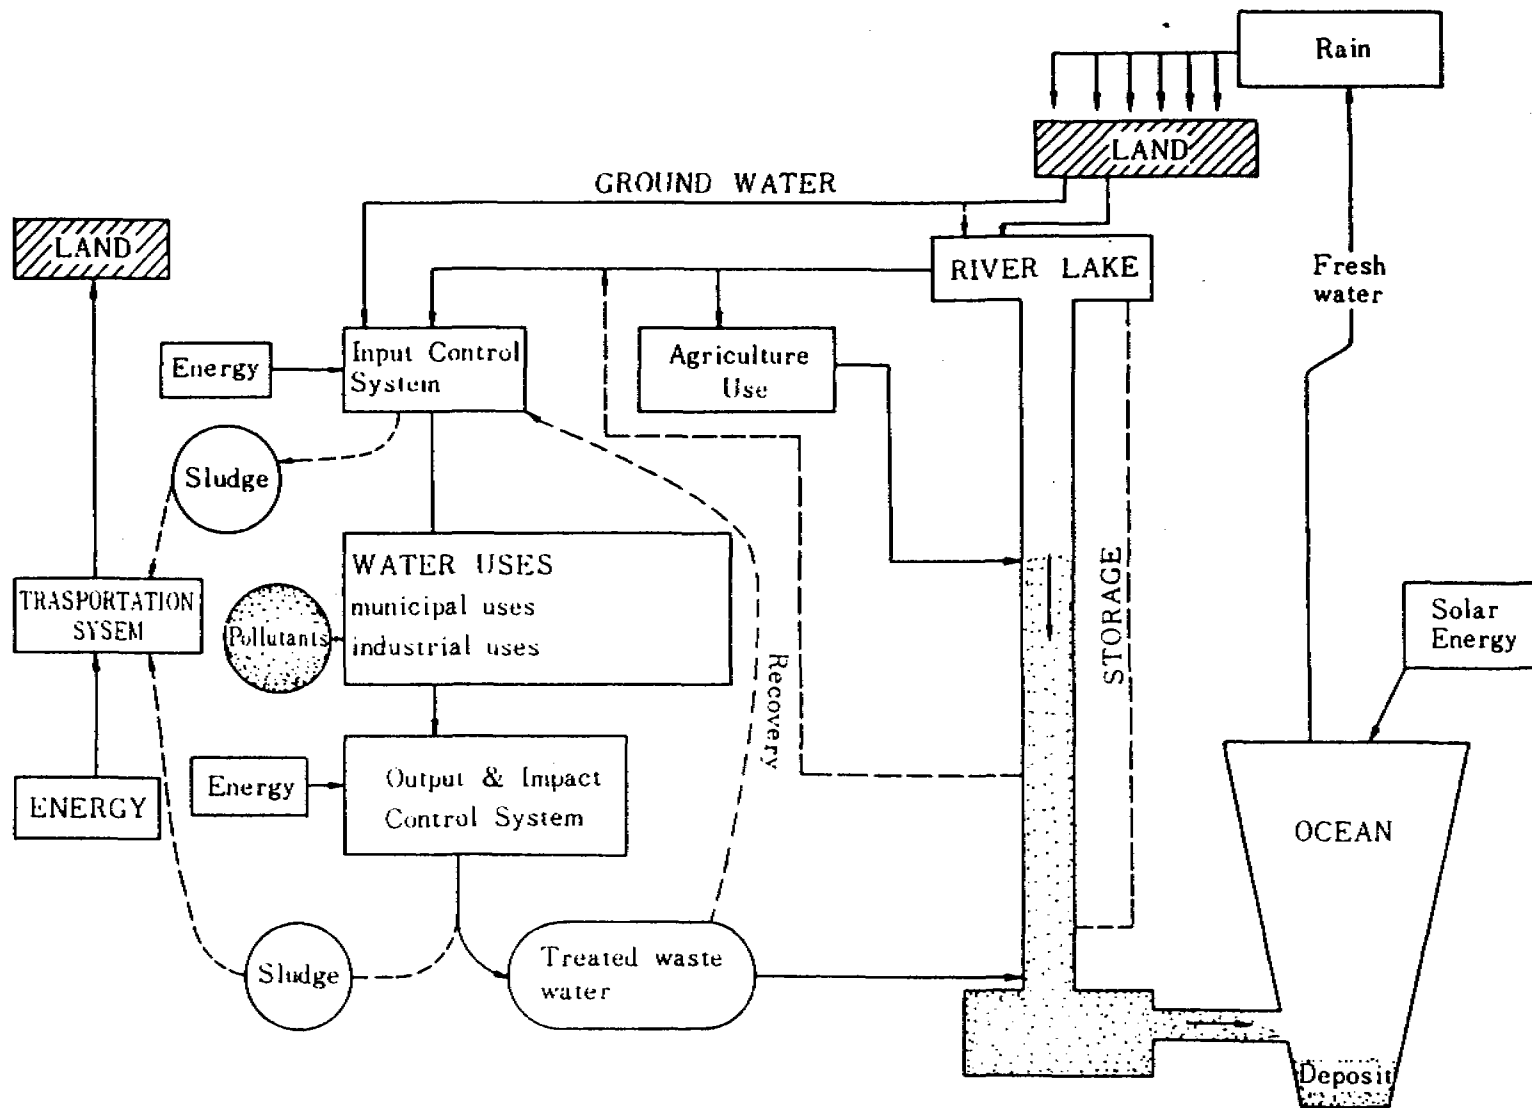 Rain
LAND
GROUND WATER
LAND
RIVER LAKE
Fresh
water
Energy
Input Control
System
Agriculture
Use
Sludge
WATER USES
municipal uses
industrial uses
Pollutants
TRASPORTATION
SYSEM
STORAGE
Solar
Energy
Recovery
ENERGY
Energy
Output & Impact
Control System
OCEAN
Sludge
Treated waste
water
Deposit